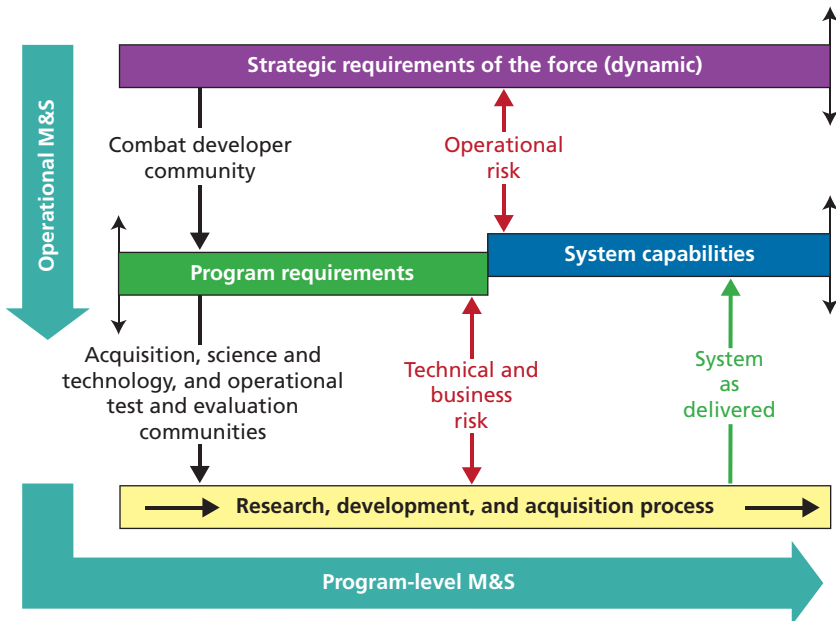 Strategic requirements of the force (dynamic)
Operational M&S
Combat developer
community
Operational
risk
Program requirements
System capabilities
Acquisition, science and
technology, and operational
test and evaluation
communities
Technical and
business
risk
System
as
delivered
Research, development, and acquisition process
Program-level M&S